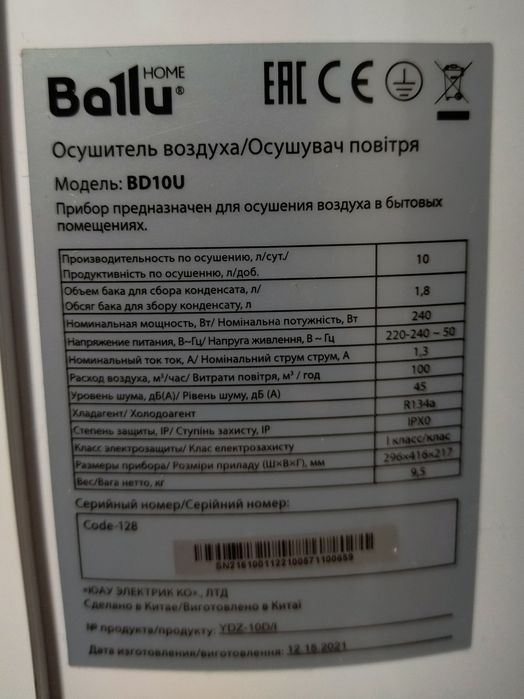 Ballu® HOME EAC CE
Осушитель воздуха/Осушувач повітря
Модель: BD10U
Прибор предназначен для осушения воздуха в бытовых
помещениях.
Производительность по осушению, л/сут./ 10
Продуктивність по осушенню, л/доб.
Объем бака для сбора конденсата, л/ 1,8
Обсяг бака для збору конденсату, л
Номинальная мощность, Вт/ Номінальна потужність, Вт 240
Напряжение питания, В~Гц/ Напруга живлення, В ~ Гц 220-240 ~ 50
Номинальный ток ток, А/ Номінальний струм струм, А 1,3
Расход воздуха, м³/час/ Витрати повітря, м³ / год 100
Уровень шума, дБ(А)/ Рівень шуму, дБ (А) 45
Хладагент/ Холодоагент R134a
Степень защиты, IP/ Ступінь захисту, IP IPX0
Класс электрозащиты/ Клас електрозахисту I класс/клас
Размеры прибора/ Розміри приладу (Ш×В×Г), мм 296×416×217
Вес/Вага нетто, кг 9,5
Серийный номер/Серійний номер:
Code-128
SN2161001122100571100659
«ЮАУ ЭЛЕКТРИК КО»., ЛТД
Сделано в Китае/Виготовлено в Китаї
№ продукта/продукту: YDZ-10D/I
Дата изготовления/виготовлення: 12.16.2021